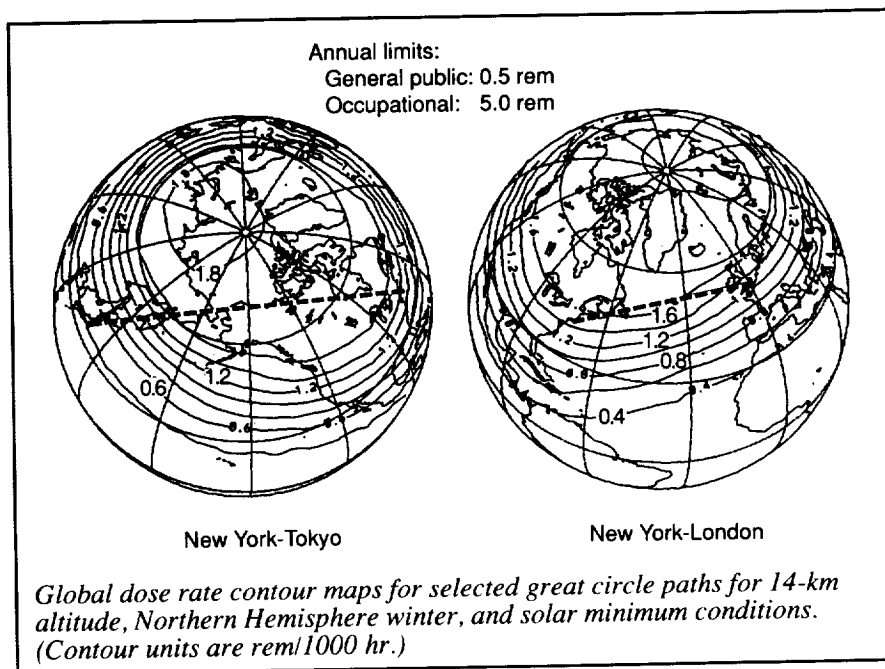 Annual limits:
General public: 0.5 rem
Occupational: 5.0 rem
1.8
0.6
1.2
1.2
.6
1.6
1.2
0.8
0.4
New York-Tokyo
New York-London
Global dose rate contour maps for selected great circle paths for 14-km
altitude, Northern Hemisphere winter, and solar minimum conditions.
(Contour units are rem/1000 hr.)